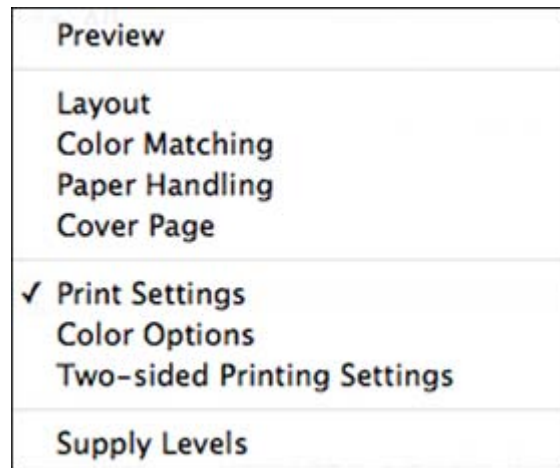 Preview
Layout
Color Matching
Paper Handling
Cover Page
✓ Print Settings
Color Options
Two-sided Printing Settings
Supply Levels